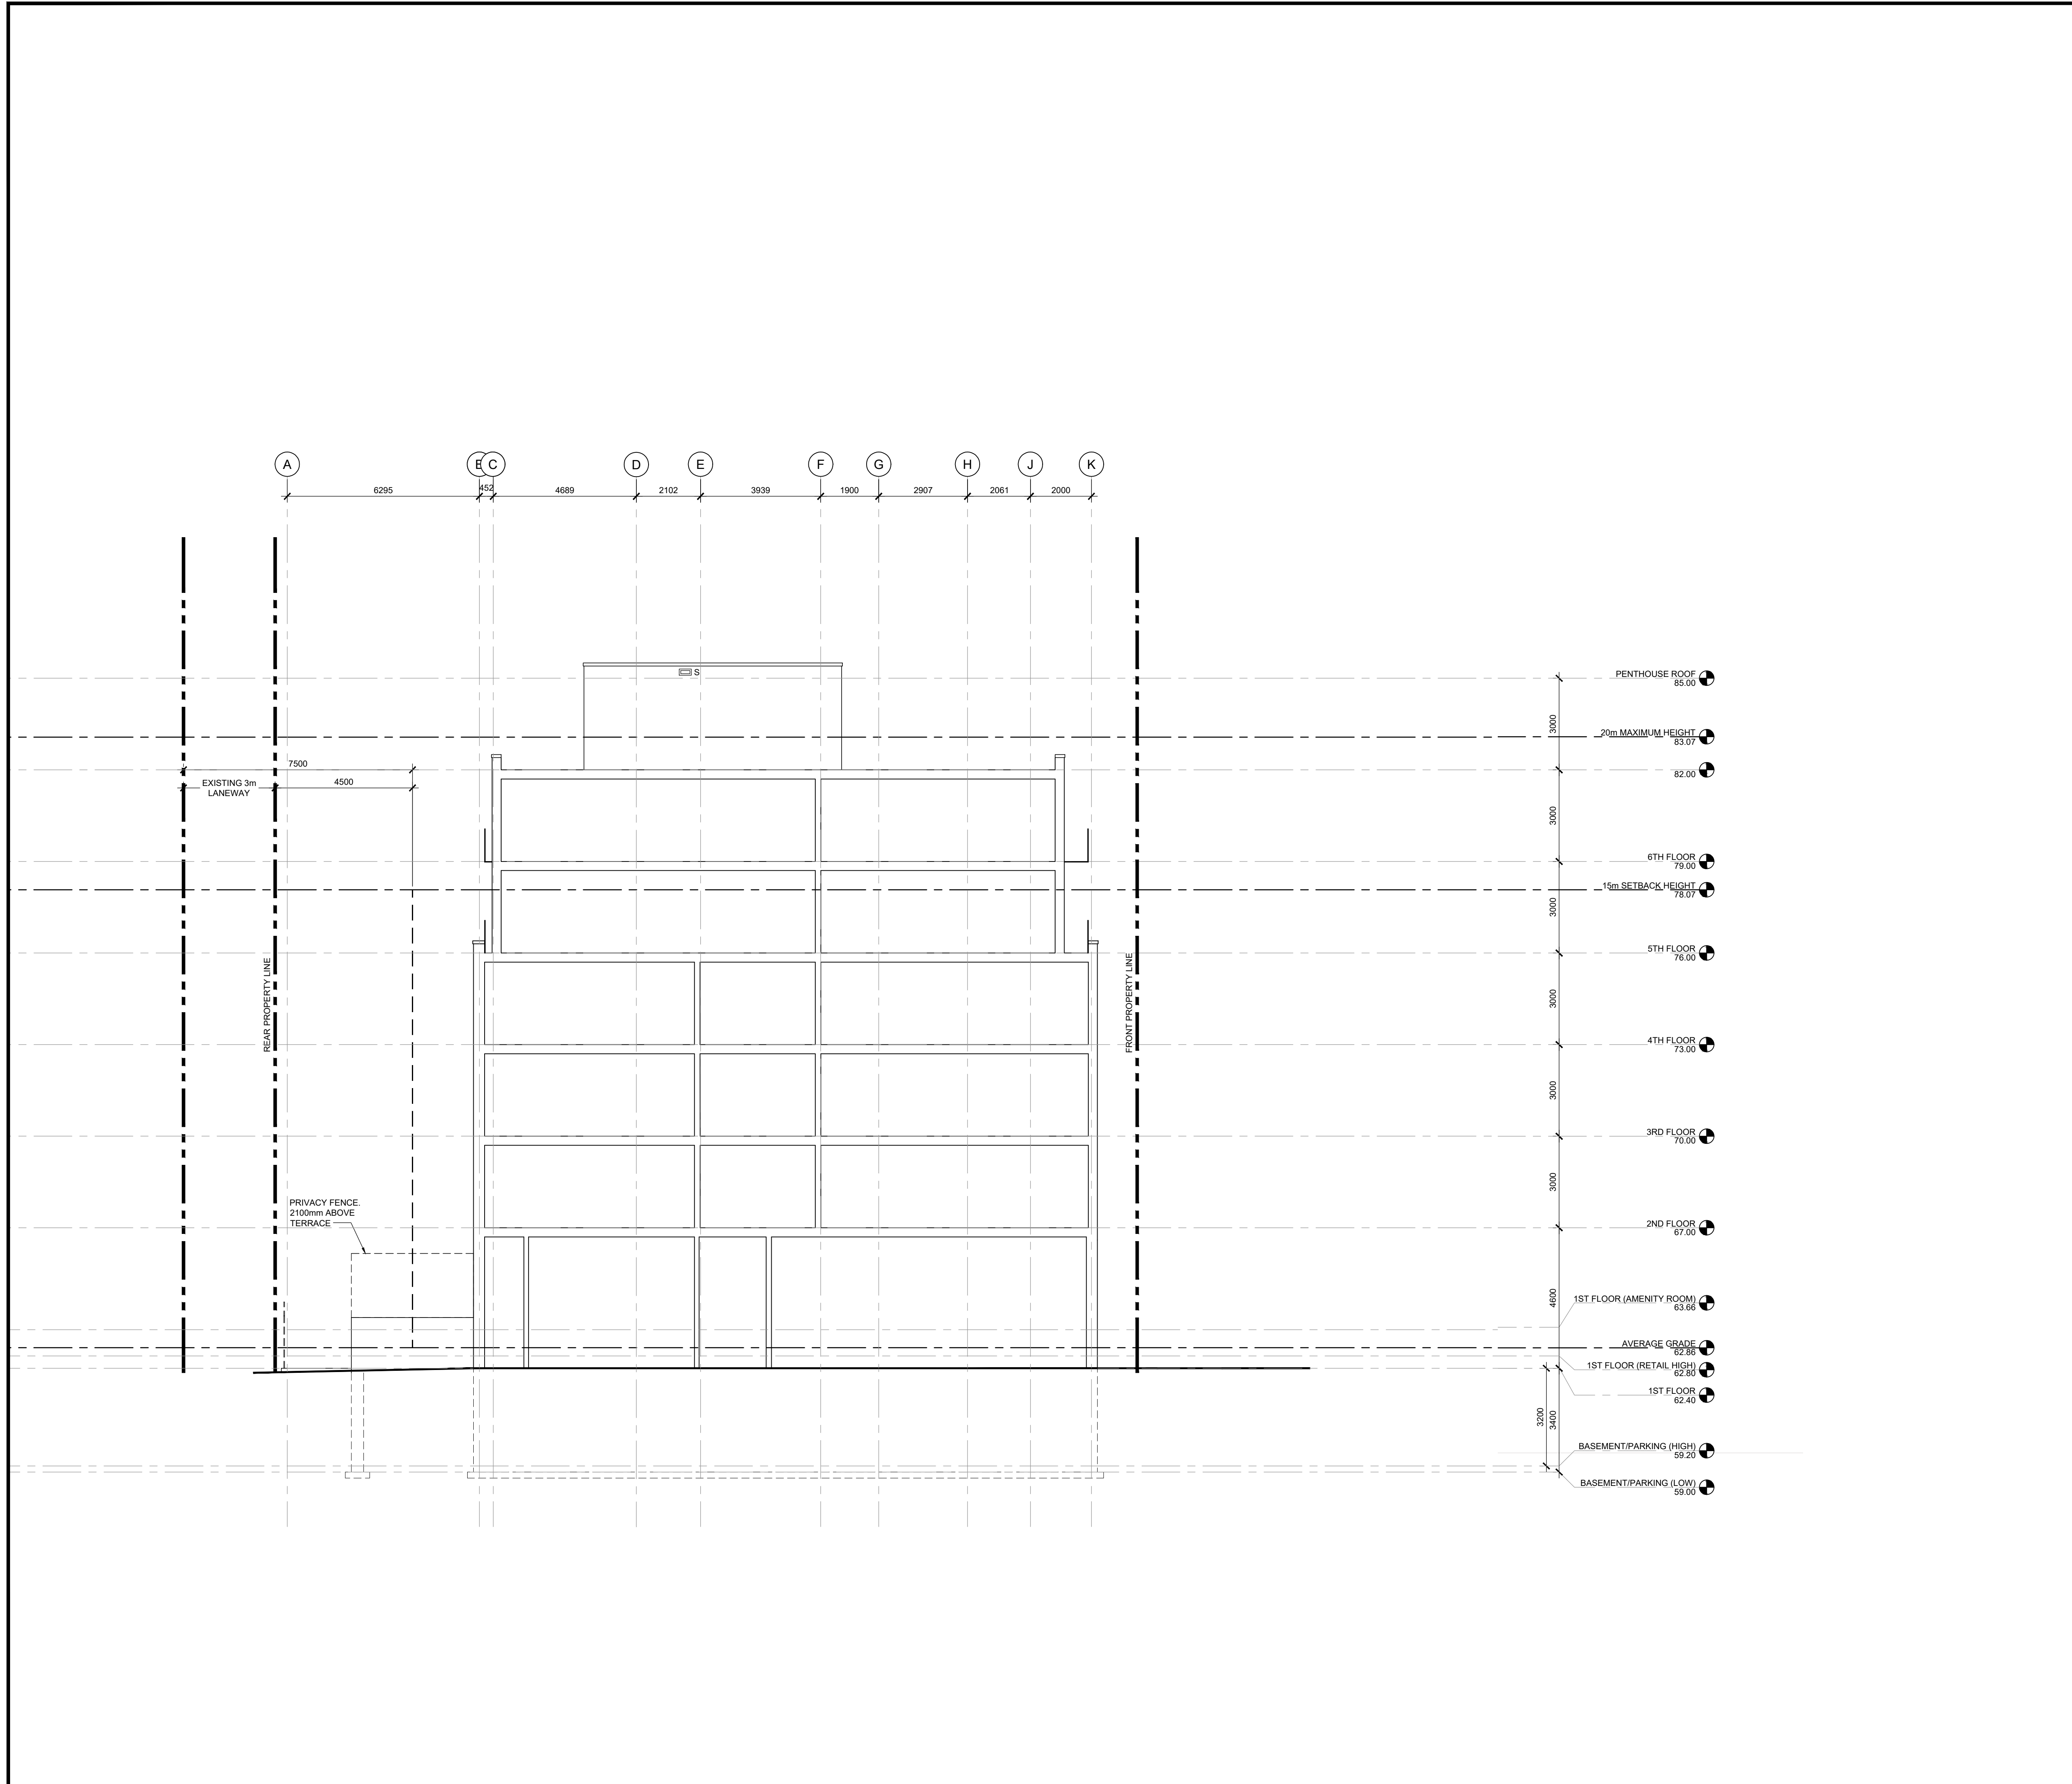 A
B
C
D
E
F
G
H
J
K
6295
452
4689
2102
3939
1900
2907
2061
2000
S
PENTHOUSE ROOF
85.00
3000
20m MAXIMUM HEIGHT
83.07
82.00
7500
EXISTING 3m
LANEWAY
4500
3000
6TH FLOOR
79.00
15m SETBACK HEIGHT
78.07
3000
5TH FLOOR
76.00
REAR PROPERTY LINE
FRONT PROPERTY LINE
3000
4TH FLOOR
73.00
3000
3RD FLOOR
70.00
3000
PRIVACY FENCE.
2100mm ABOVE
TERRACE
2ND FLOOR
67.00
4600
1ST FLOOR (AMENITY ROOM)
63.66
AVERAGE GRADE
62.86
1ST FLOOR (RETAIL HIGH)
62.80
1ST FLOOR
62.40
3200
3400
BASEMENT/PARKING (HIGH)
59.20
BASEMENT/PARKING (LOW)
59.00